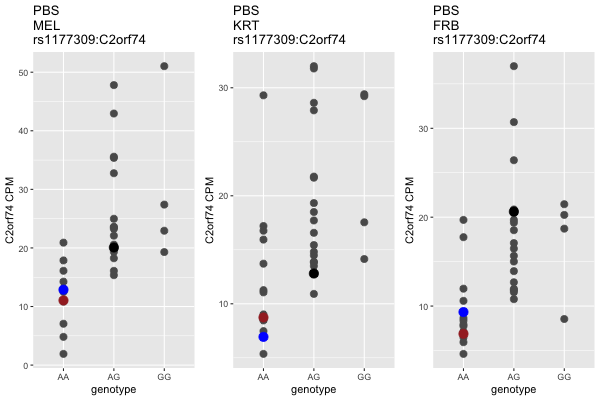 PBS
MEL
rs1177309:C2orf74
50
40
30
20
10
0
C2orf74 CPM
AA AG GG
genotype
PBS
KRT
rs1177309:C2orf74
30
20
10
C2orf74 CPM
AA AG GG
genotype
PBS
FRB
rs1177309:C2orf74
30
20
10
C2orf74 CPM
AA AG GG
genotype